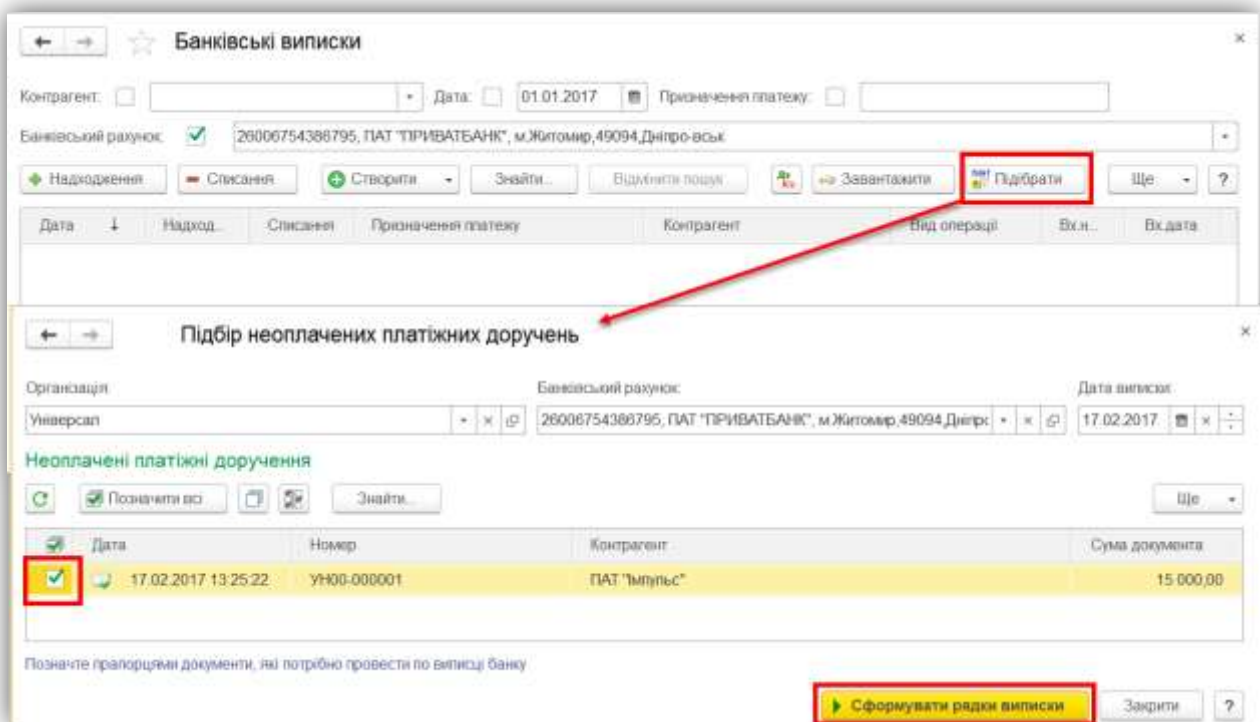 Банківські виписки
Контрагент: Дата: 01.01.2017 Призначення платежу:
Банківський рахунок: 26006754386795, ПАТ "ПРИВАТБАНК", м.Житомир,49094,Дніпро-вськ
Надходження Списання Створити Знайти... Відмінити пошук Завантажити Підібрати Ще ?
Дата Надход... Списання Призначення платежу Контрагент Вид операції Вх.н... Вх.дата
Підбір неоплачених платіжних доручень
Організація: Банківський рахунок: Дата виписки:
Универсал 26006754386795, ПАТ "ПРИВАТБАНК", м.Житомир,49094,Дніпрс 17.02.2017
Неоплачені платіжні доручення
Позначити всі Знайти... Ще
Дата Номер Контрагент Сума документа
17.02.2017 13:25:22 УН00-000001 ПАТ "Імпульс" 15 000,00
Позначте прапорцями документи, які потрібно провести по виписці банку
Сформувати рядки виписки Закрити ?